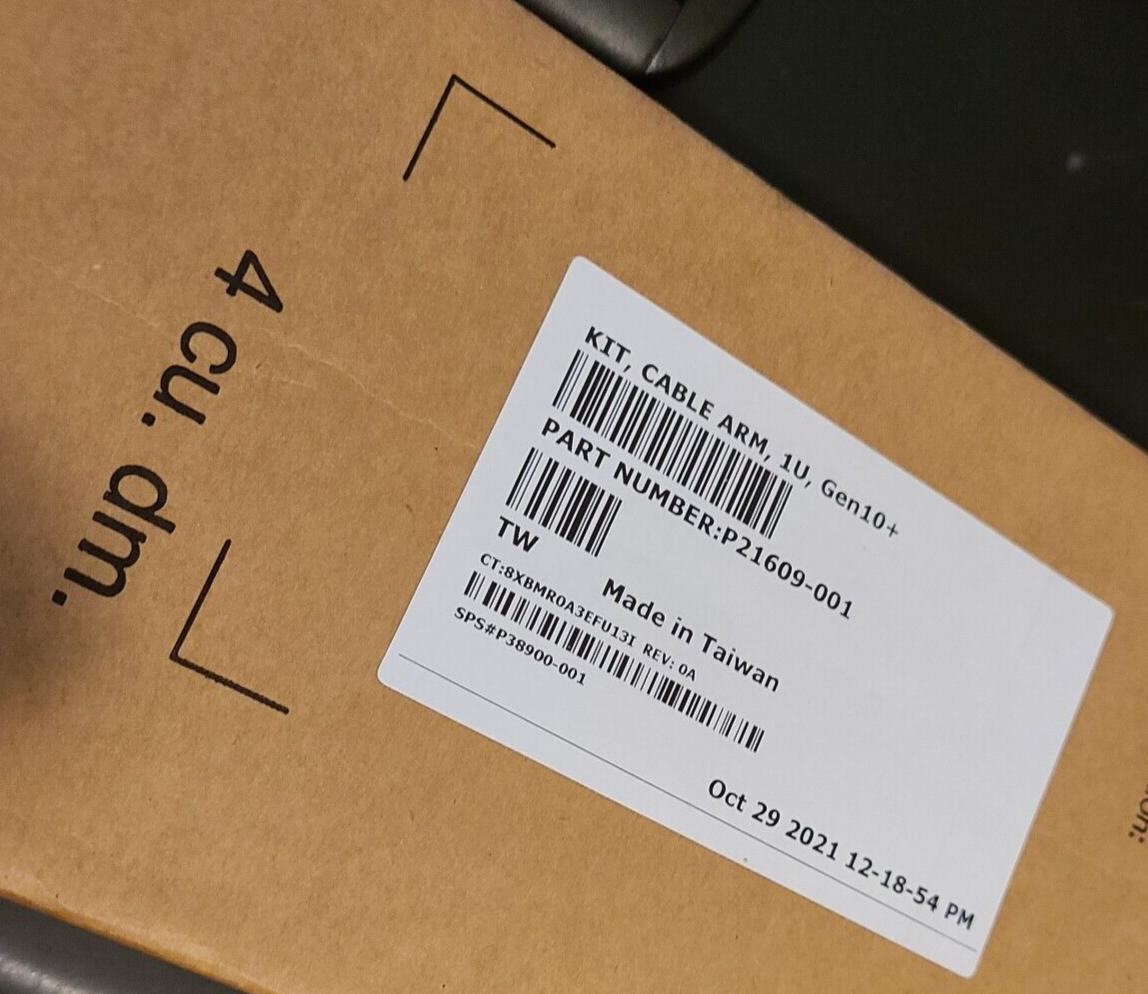 4 cu. dm.
KIT, CABLE ARM, 1U, Gen10+
PART NUMBER:P21609-001
TW
Made in Taiwan
CT:8XBMR0A3EFU13I REV: 0A
SPS#P38900-001
Oct 29 2021 12-18-54 PM